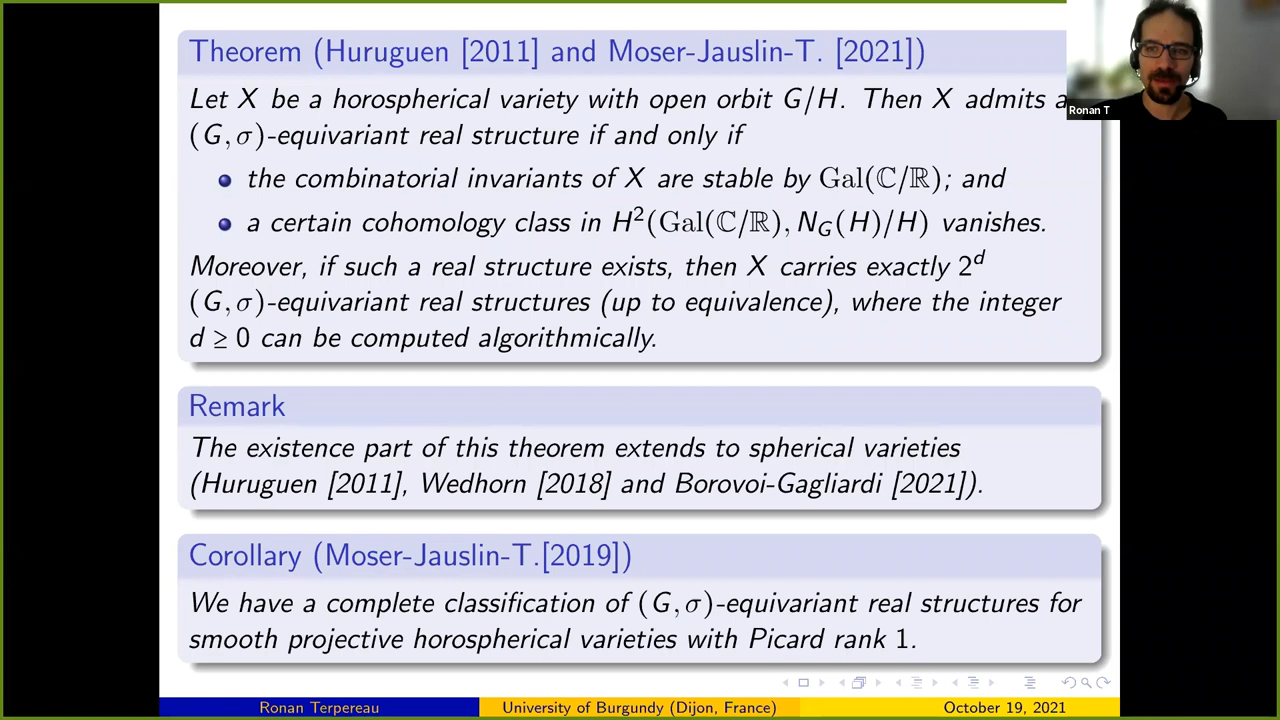 Theorem (Huruguen [2011] and Moser-Jauslin-T. [2021])
Let X be a horospherical variety with open orbit G/H. Then X admits a
(G, σ)-equivariant real structure if and only if
the combinatorial invariants of X are stable by Gal(ℂ/ℝ); and
a certain cohomology class in H²(Gal(ℂ/ℝ), N_G(H)/H) vanishes.
Moreover, if such a real structure exists, then X carries exactly 2^d
(G, σ)-equivariant real structures (up to equivalence), where the integer
d ≥ 0 can be computed algorithmically.
Remark
The existence part of this theorem extends to spherical varieties
(Huruguen [2011], Wedhorn [2018] and Borovoi-Gagliardi [2021]).
Corollary (Moser-Jauslin-T.[2019])
We have a complete classification of (G, σ)-equivariant real structures for
smooth projective horospherical varieties with Picard rank 1.
Ronan Terpereau University of Burgundy (Dijon, France) October 19, 2021
Ronan T